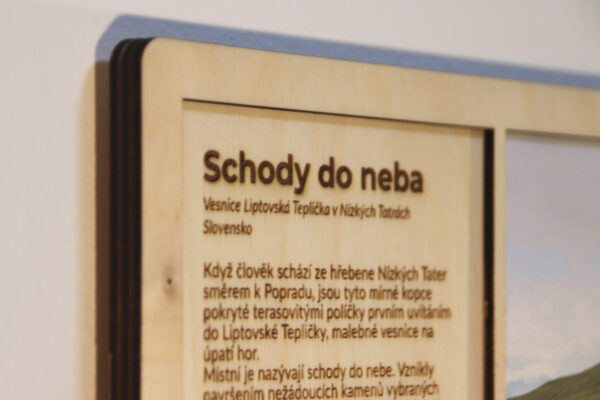 Schody do neba
Vesnice Liptovská Teplička v Nízkých Tatrách
Slovensko
Když člověk schází ze hřebene Nízkých Tater
směrem k Popradu, jsou tyto mírné kopce
pokryté terasovitými políčky prvním uvítáním
do Liptovské Tepličky, malebné vesnice na
úpatí hor.
Místní je nazývají schody do nebe. Vznikly
navršením nežádoucích kamenů vybraných